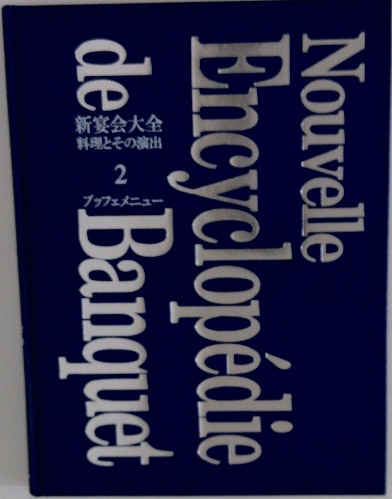 Nouvelle
Encyclopédie
de Banquet
新宴会大全
料理とその演出
2
ブッフェメニュー